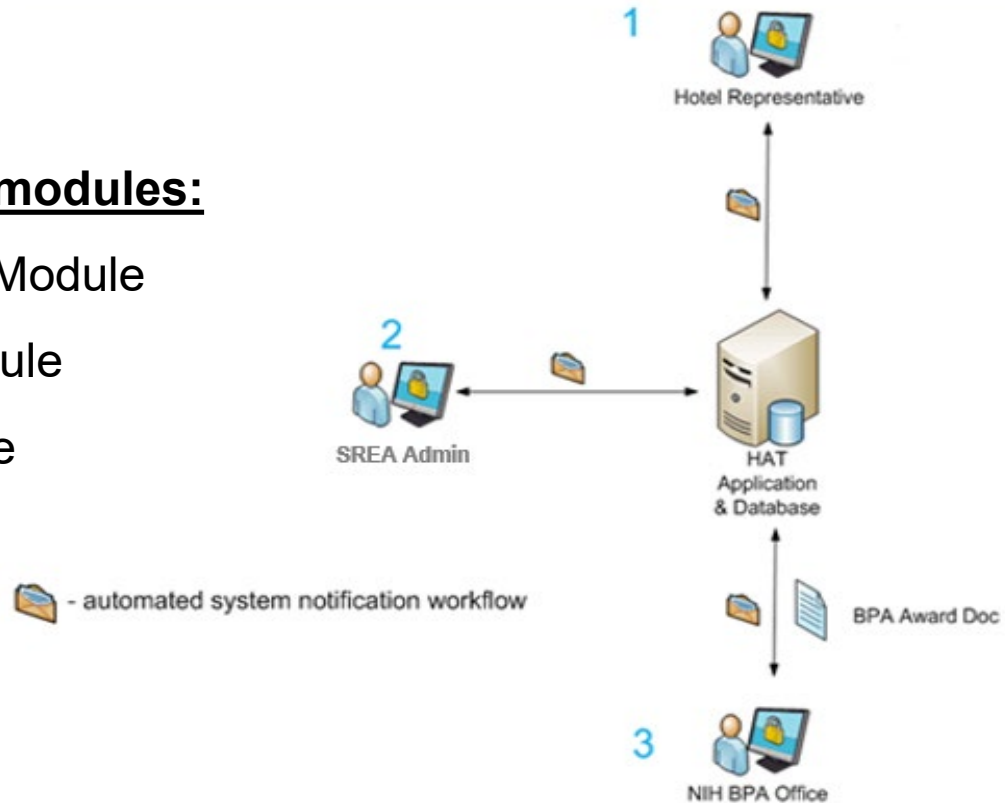 modules:
Module
ule
e
1
Hotel Representative
2
SREA Admin
HAT
Application
& Database
- automated system notification workflow
BPA Award Doc
3
NIH BPA Office